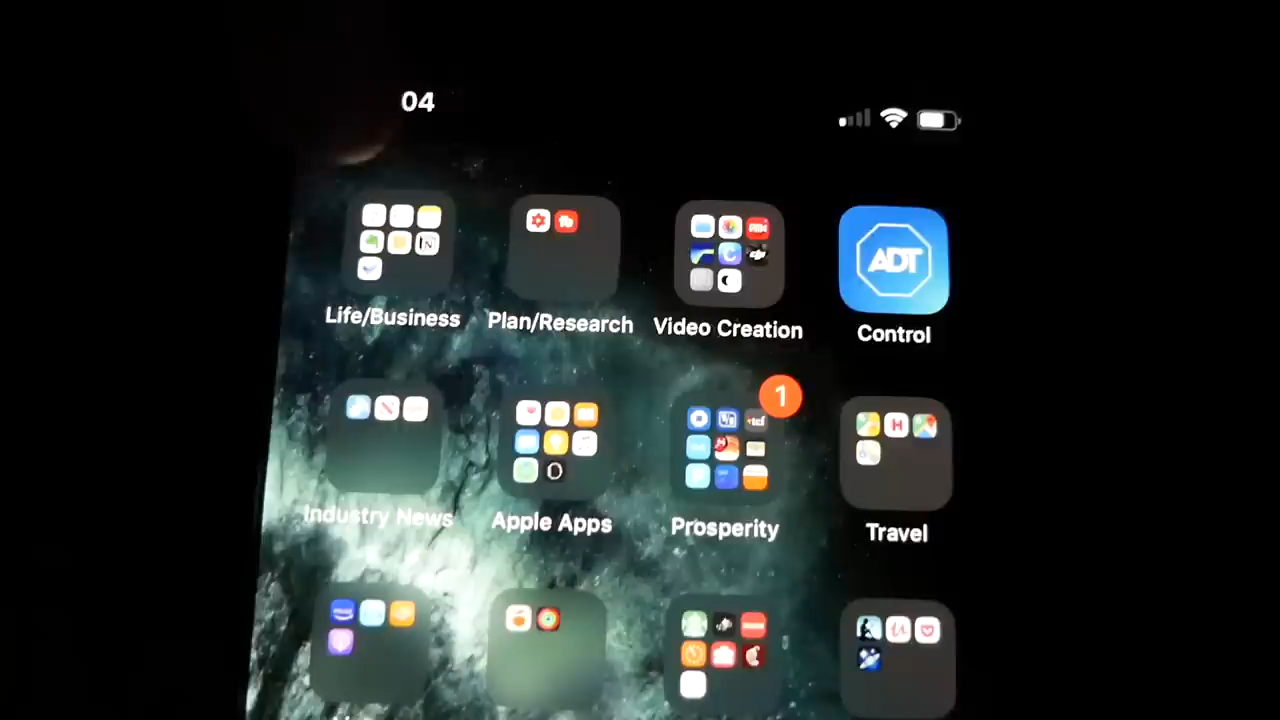 04
ADT
Life/Business
Plan/Research
Video Creation
Control
1
Industry News
Apple Apps
Prosperity
Travel